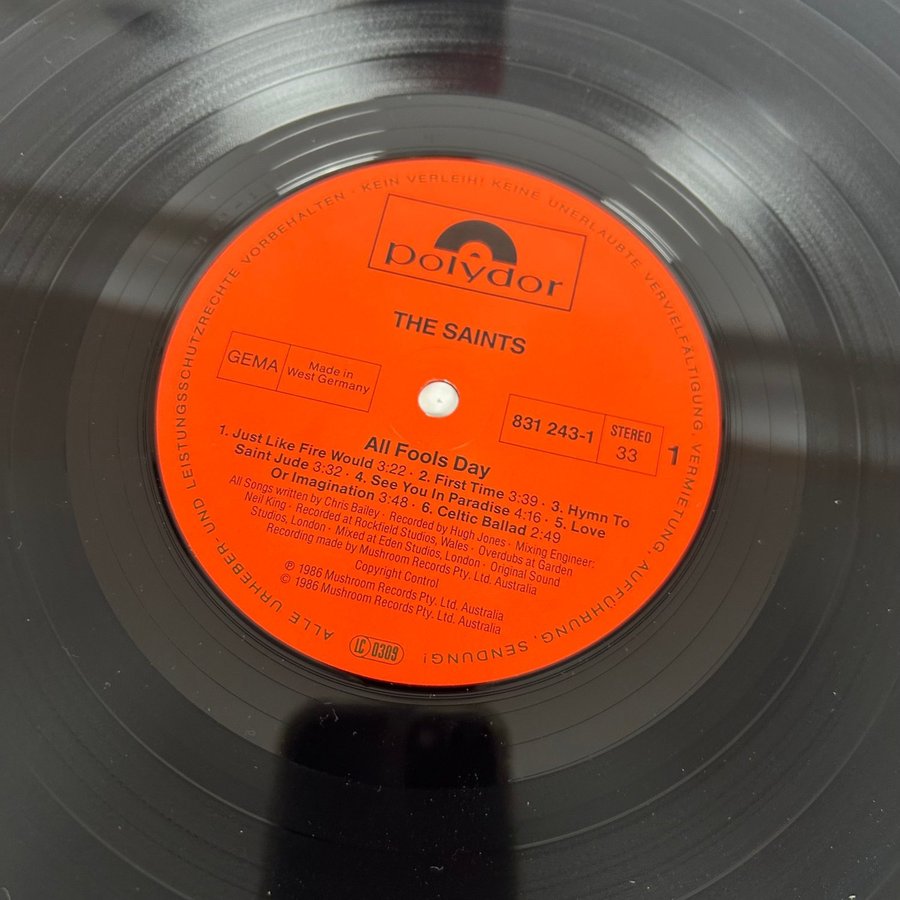 ALLE URHEBER- UND LEISTUNGSSCHUTZRECHTE VORBEHALTEN · KEIN VERLEIH! KEINE UNERLAUBTE VERVIELFÄLTIGUNG, VERMIETUNG, AUFFÜHRUNG, SENDUNG!
polydor
THE SAINTS
GEMA
Made in
West Germany
831 243-1
STEREO
33
1
All Fools Day
1. Just Like Fire Would 3:22 · 2. First Time 3:39 · 3. Hymn To
Saint Jude 3:32 · 4. See You In Paradise 4:16 · 5. Love
Or Imagination 3:48 · 6. Celtic Ballad 2:49
All Songs written by Chris Bailey · Recorded by Hugh Jones · Mixing Engineer:
Neil King · Recorded at Rockfield Studios, Wales · Overdubs at Garden
Studios, London · Mixed at Eden Studios, London · Original Sound
Recording made by Mushroom Records Pty. Ltd. Australia
Copyright Control
℗ 1986 Mushroom Records Pty. Ltd. Australia
© 1986 Mushroom Records Pty. Ltd. Australia
LC 0309